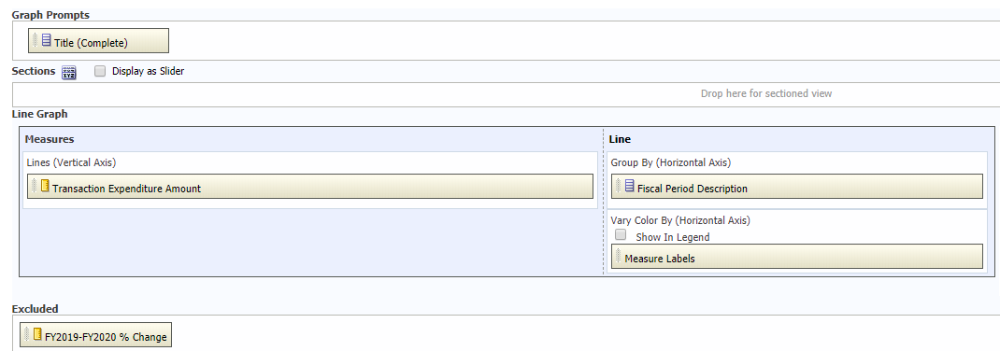 Graph Prompts
Title (Complete)
Sections Display as Slider
Drop here for sectioned view
Line Graph
Measures
Lines (Vertical Axis)
Transaction Expenditure Amount
Line
Group By (Horizontal Axis)
Fiscal Period Description
Vary Color By (Horizontal Axis)
Show In Legend
Measure Labels
Excluded
FY2019-FY2020 % Change